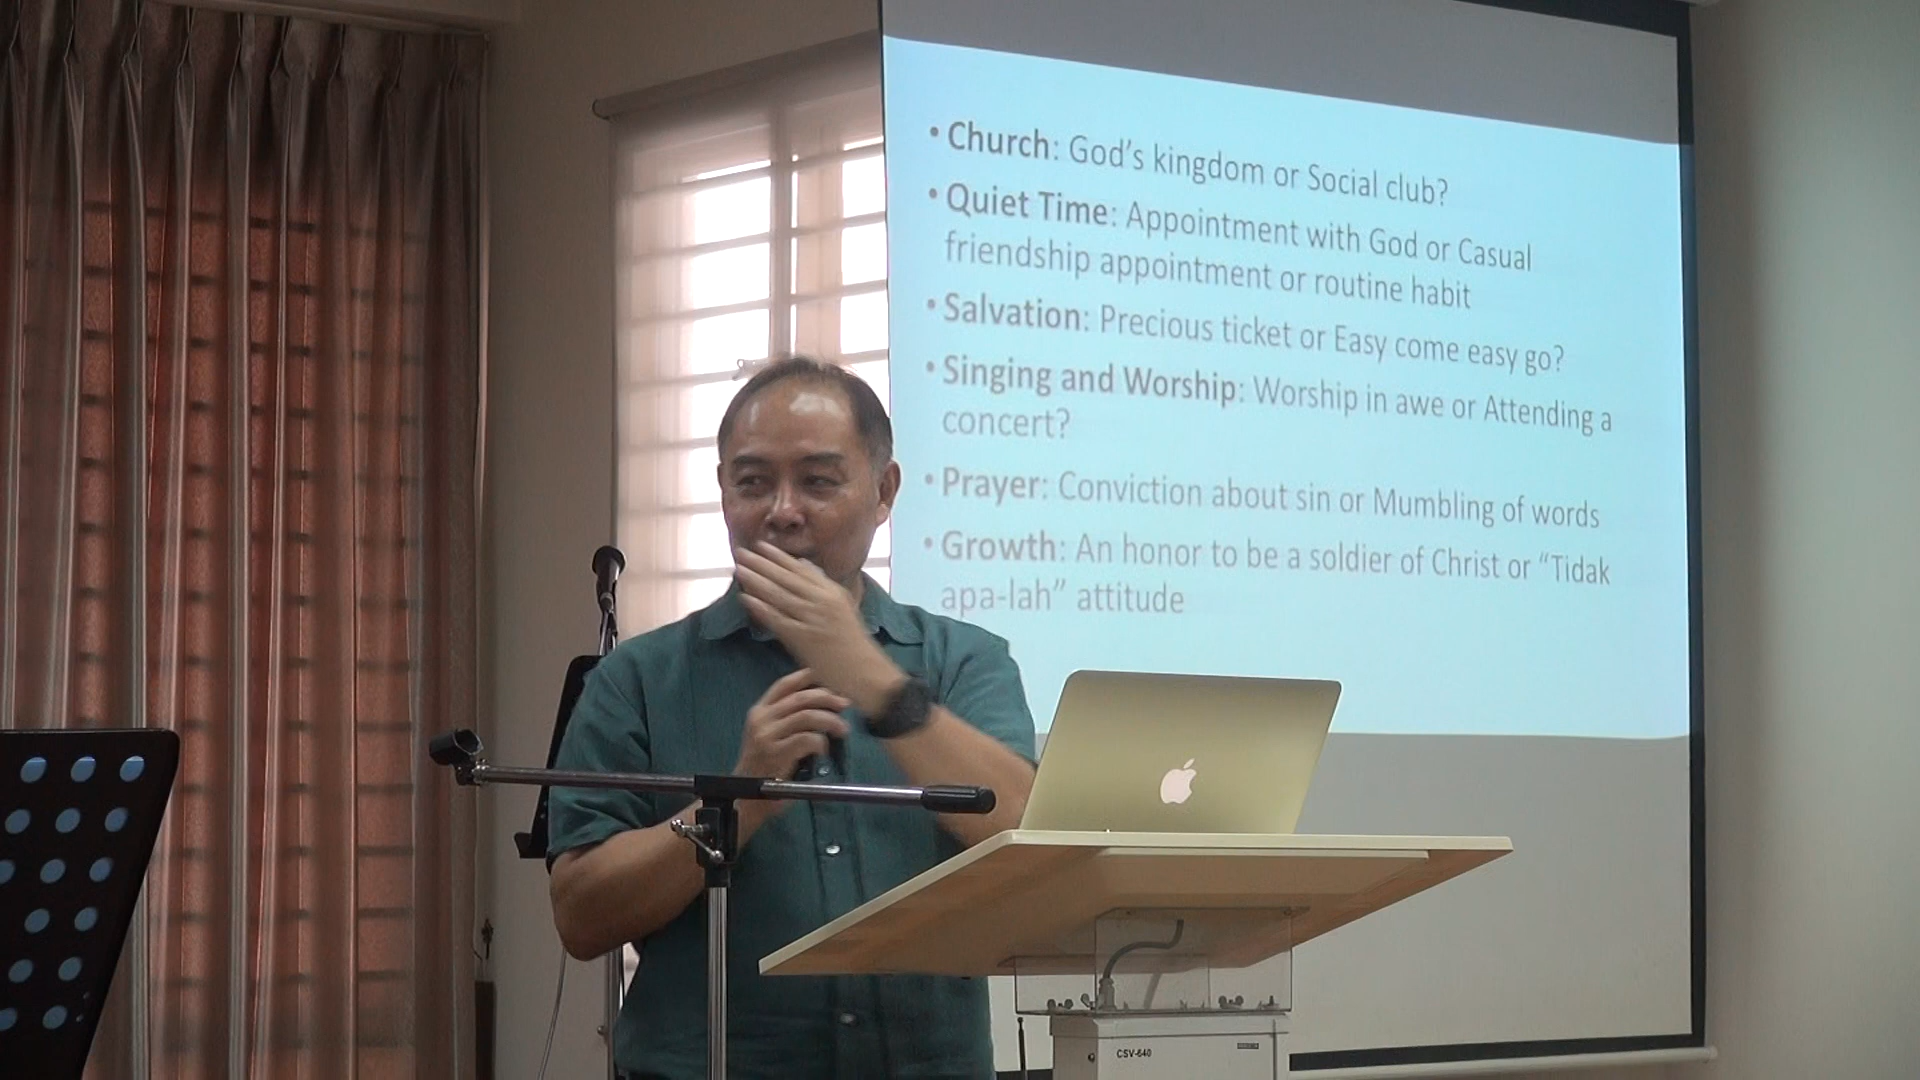 • Church: God's kingdom or Social club?
• Quiet Time: Appointment with God or Casual
friendship appointment or routine habit
• Salvation: Precious ticket or Easy come easy go?
• Singing and Worship: Worship in awe or Attending a
concert?
• Prayer: Conviction about sin or Mumbling of words
• Growth: An honor to be a soldier of Christ or “Tidak
apa-lah” attitude
CSV-640